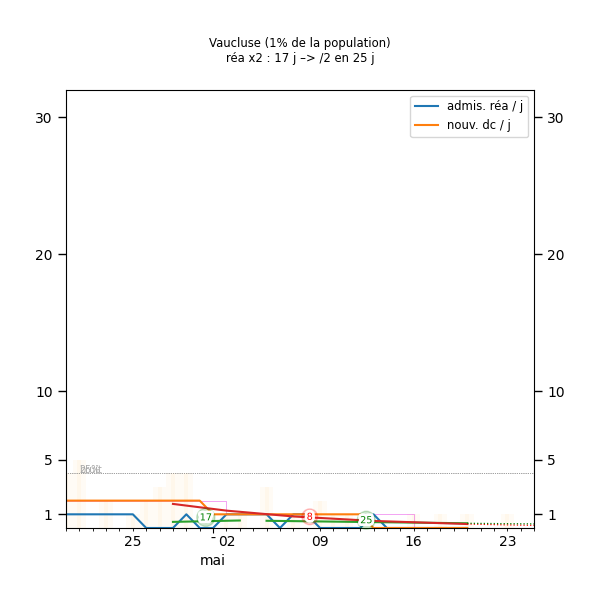 Vaucluse (1% de la population)
réa x2 : 17 j –> /2 en 25 j
admis. réa / j
nouv. dc / j
30 30
20 20
10 10
5 5
1 1
17 8 25
25 - 02 09 16 23
mai